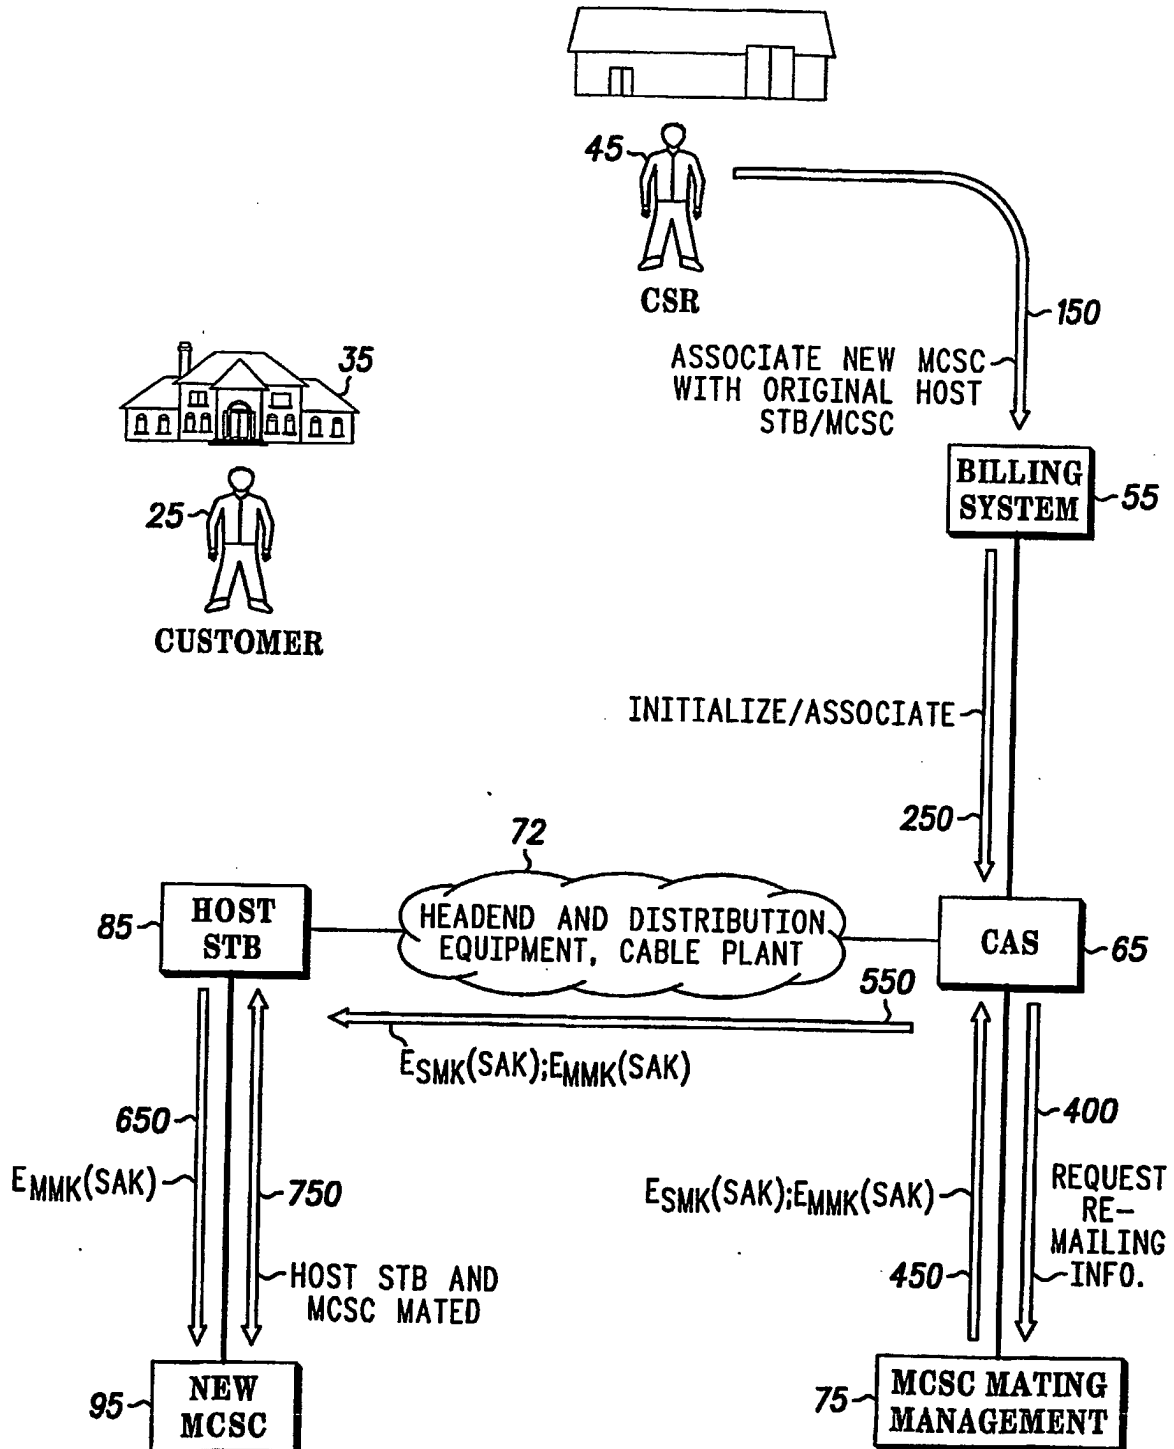 45
CSR
150
ASSOCIATE NEW MCSC
WITH ORIGINAL HOST
STB/MCSC
35
25
CUSTOMER
BILLING
SYSTEM
55
INITIALIZE/ASSOCIATE
250
72
HOST
STB
85
HEADEND AND DISTRIBUTION
EQUIPMENT, CABLE PLANT
CAS
65
550
ESMK(SAK);EMMK(SAK)
650
EMMK(SAK)
750
HOST STB AND
MCSC MATED
400
ESMK(SAK);EMMK(SAK)
REQUEST
RE-
MAILING
INFO.
450
95
NEW
MCSC
75
MCSC MATING
MANAGEMENT